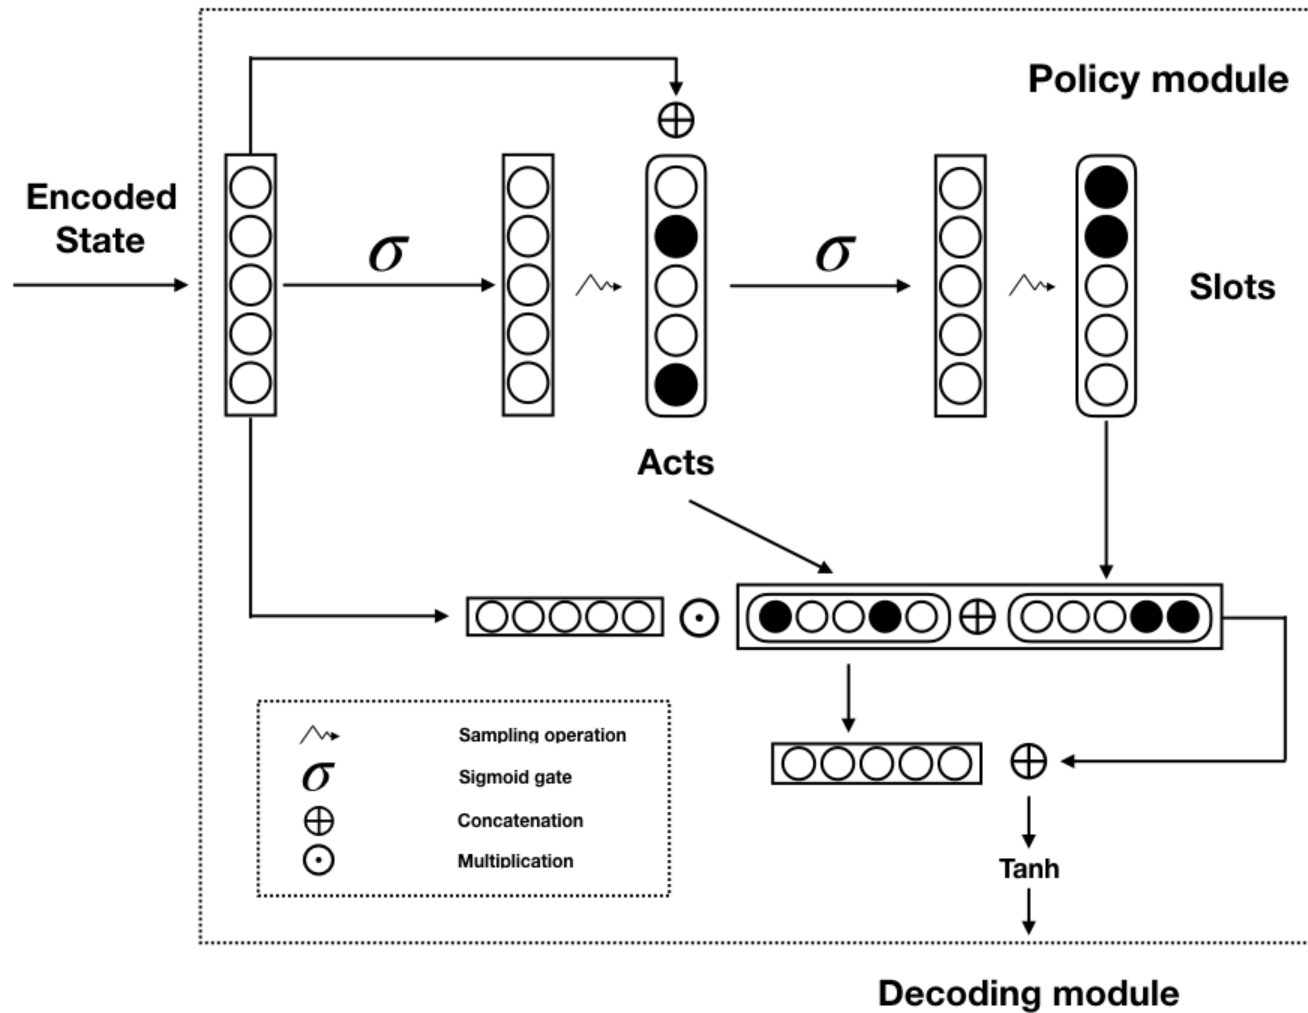 Policy module
Encoded
State
σ
σ
Slots
Acts
Sampling operation
σ Sigmoid gate
Concatenation
Multiplication
Tanh
Decoding module